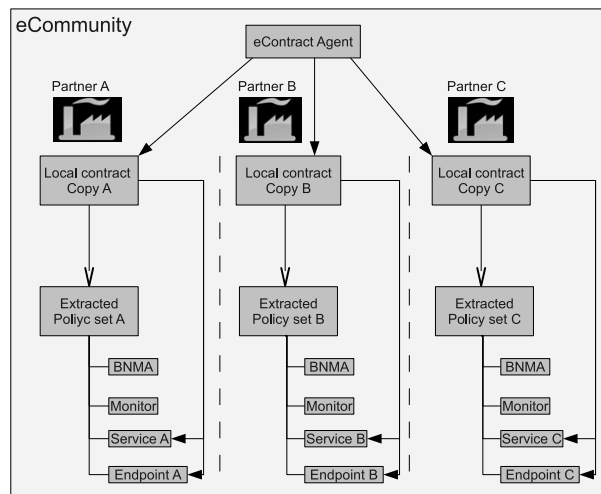 eCommunity
eContract Agent
Partner A
Partner B
Partner C
Local contract
Copy A
Local contract
Copy B
Local contract
Copy C
Extracted
Poliyc set A
Extracted
Policy set B
Extracted
Policy set C
BNMA
BNMA
BNMA
Monitor
Monitor
Monitor
Service A
Service B
Service C
Endpoint A
Endpoint B
Endpoint C